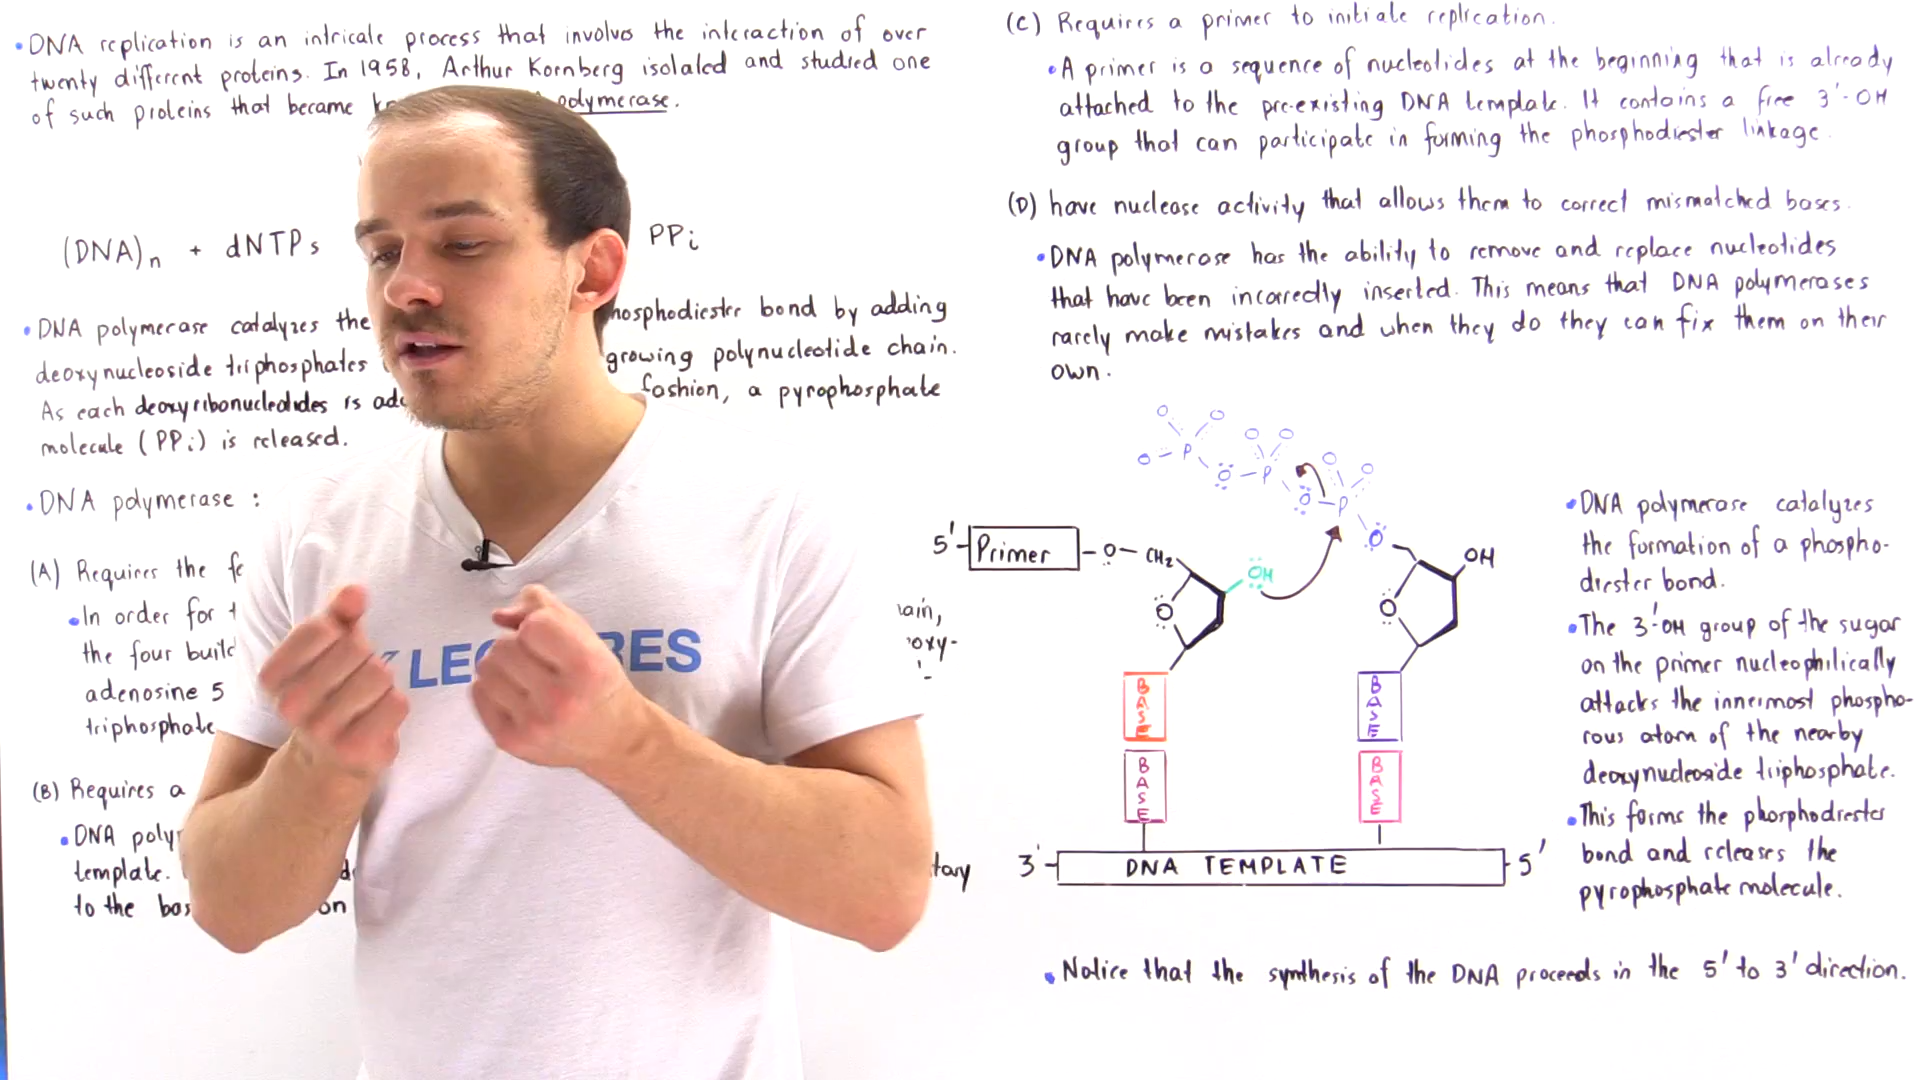 • DNA replication is an intricate process that involves the interaction of over
twenty different proteins. In 1958, Arthur Kornberg isolated and studied one
of such proteins that became polymerase.
(DNA)n + dNTPs PPi
• DNA polymerase catalyzes the hosphodiester bond by adding
deoxynucleoside triphosphates growing polynucleotide chain.
As each deoxyribonucleotides is fashion, a pyrophosphate
molecule (PPi) is released.
• DNA polymerase :
(A) Requires the
• In order for
the four
adenosine 5
triphosphate
(B) Requires a
• DNA
template.
to the on
tary
(C) Requires a primer to initiate replication.
• A primer is a sequence of nucleotides at the beginning that is already
attached to the pre-existing DNA template. It contains a free 3'-OH
group that can participate in forming the phosphodiester linkage.
(D) have nuclease activity that allows them to correct mismatched bases.
• DNA polymerase has the ability to remove and replace nucleotides
that have been incorrectly inserted. This means that DNA polymerases
rarely make mistakes and when they do they can fix them on their
own.
O O O O O O
O P O P O P O
5' Primer O CH2 OH OH
O O
BASE BASE
BASE BASE
3' DNA TEMPLATE 5'
• DNA polymerase catalyzes
the formation of a phospho-
diester bond.
• The 3'-OH group of the sugar
on the primer nucleophilically
attacks the innermost phospho-
rous atom of the nearby
deoxynucleoside triphosphate.
• This forms the phosphodiester
bond and releases the
pyrophosphate molecule.
• Notice that the synthesis of the DNA proceeds in the 5' to 3' direction.